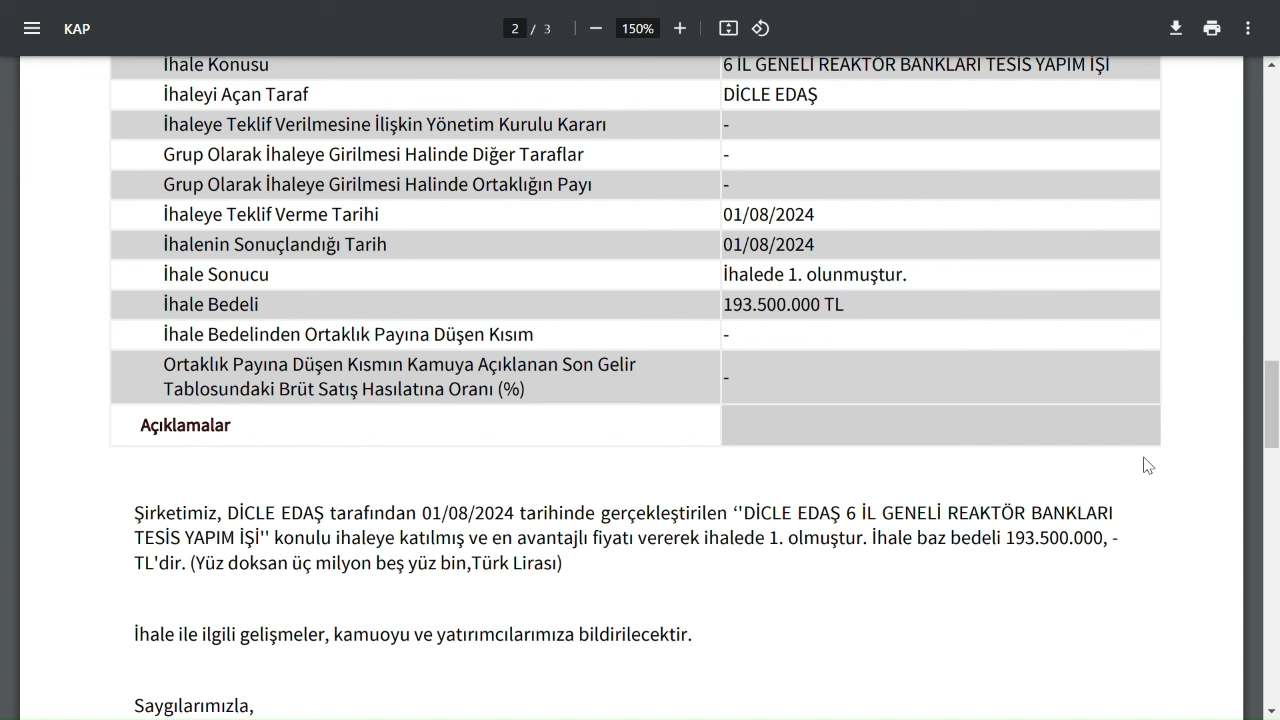 KAP
2 / 3
150%
İhale Konusu 6 İL GENELİ REAKTÖR BANKLARI TESİS YAPIM İŞİ
İhaleyi Açan Taraf DİCLE EDAŞ
İhaleye Teklif Verilmesine İlişkin Yönetim Kurulu Kararı -
Grup Olarak İhaleye Girilmesi Halinde Diğer Taraflar -
Grup Olarak İhaleye Girilmesi Halinde Ortaklığın Payı -
İhaleye Teklif Verme Tarihi 01/08/2024
İhalenin Sonuçlandığı Tarih 01/08/2024
İhale Sonucu İhalede 1. olunmuştur.
İhale Bedeli 193.500.000 TL
İhale Bedelinden Ortaklık Payına Düşen Kısım -
Ortaklık Payına Düşen Kısmın Kamuya Açıklanan Son Gelir
Tablosundaki Brüt Satış Hasılatına Oranı (%) -
Açıklamalar
Şirketimiz, DİCLE EDAŞ tarafından 01/08/2024 tarihinde gerçekleştirilen ‘'DİCLE EDAŞ 6 İL GENELİ REAKTÖR BANKLARI
TESİS YAPIM İŞİ'' konulu ihaleye katılmış ve en avantajlı fiyatı vererek ihalede 1. olmuştur. İhale baz bedeli 193.500.000, -
TL'dir. (Yüz doksan üç milyon beş yüz bin,Türk Lirası)
İhale ile ilgili gelişmeler, kamuoyu ve yatırımcılarımıza bildirilecektir.
Saygılarımızla,